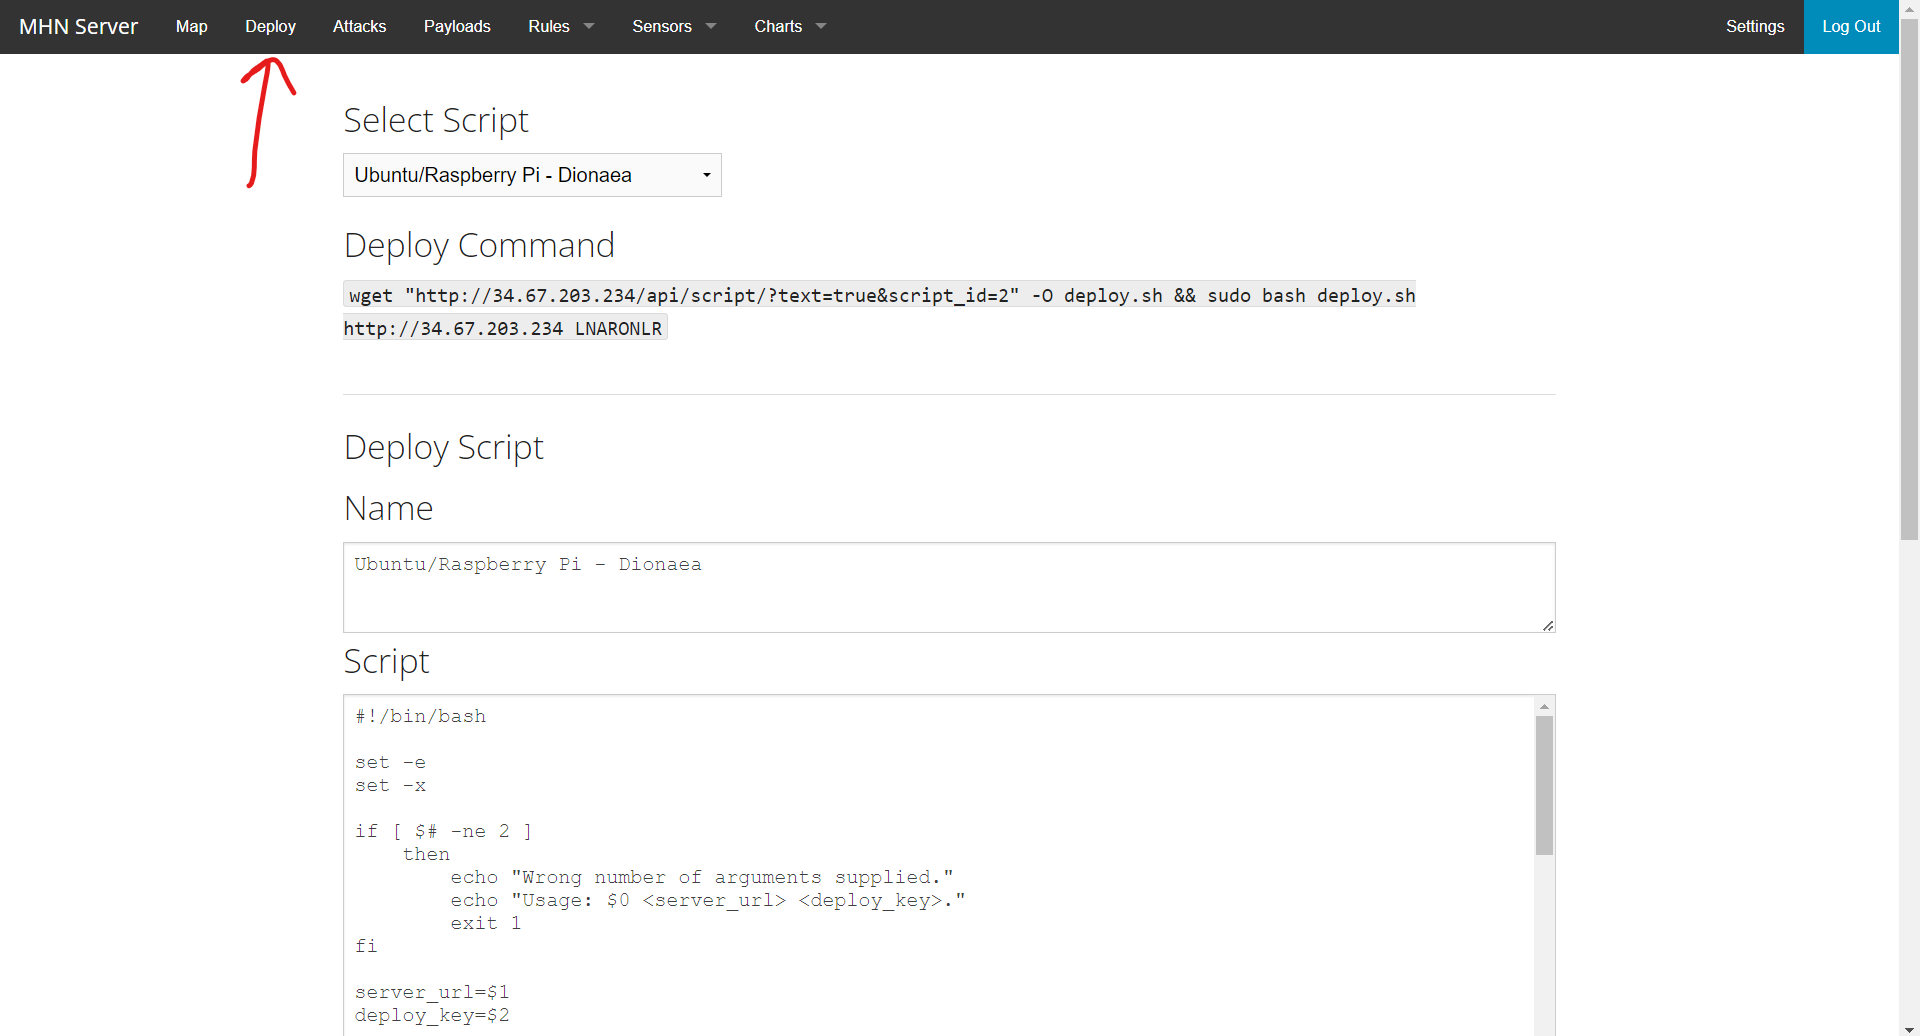 MHN Server Map Deploy Attacks Payloads Rules Sensors Charts Settings Log Out
Select Script
Ubuntu/Raspberry Pi - Dionaea
Deploy Command
wget "http://34.67.203.234/api/script/?text=true&script_id=2" -O deploy.sh && sudo bash deploy.sh
http://34.67.203.234 LNARONLR
Deploy Script
Name
Ubuntu/Raspberry Pi - Dionaea
Script
#!/bin/bash
set -e
set -x
if [ $# -ne 2 ]
then
echo "Wrong number of arguments supplied."
echo "Usage: $0 <server_url> <deploy_key>."
exit 1
fi
server_url=$1
deploy_key=$2